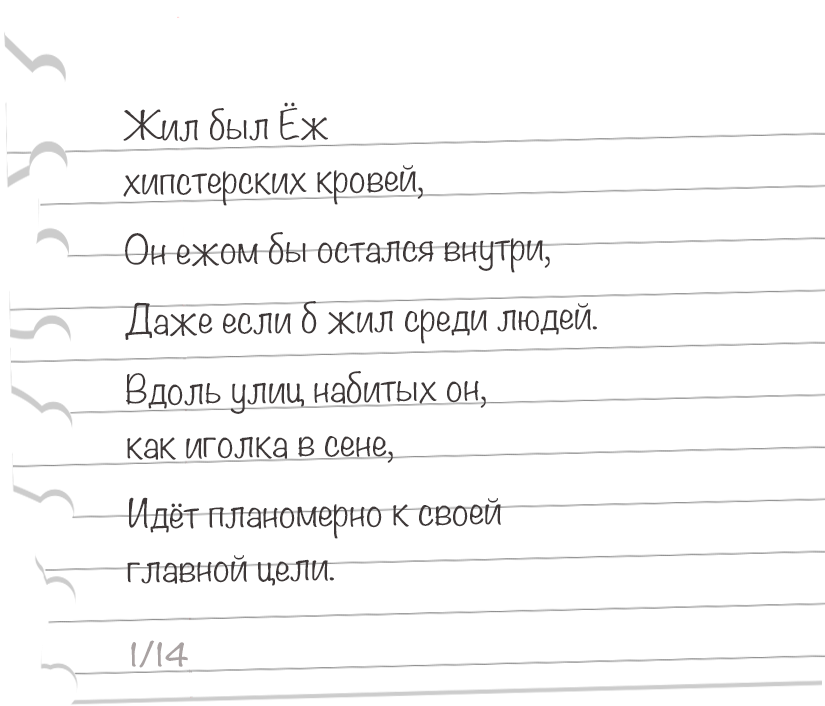 Жил был Ёж
хипстерских кровей,
Он ежом бы остался внутри,
Даже если б жил среди людей.
Вдоль улиц набитых он,
как иголка в сене,
Идёт планомерно к своей
главной цели.
1/14